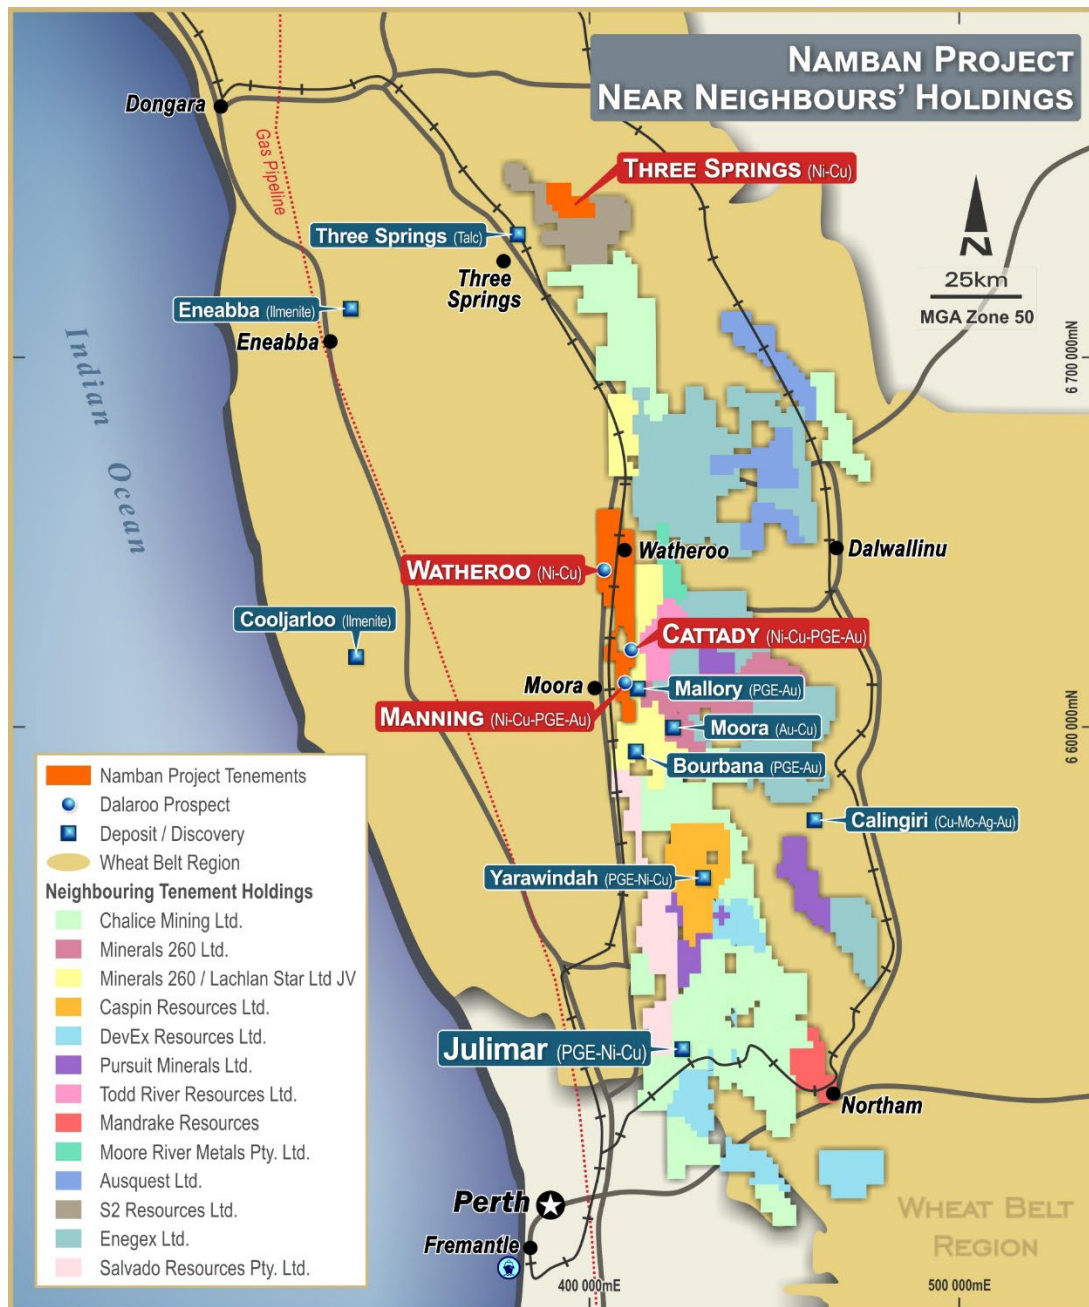 NAMBAN PROJECT
NEAR NEIGHBOURS' HOLDINGS
Dongara
Gas Pipeline
THREE SPRINGS (Ni-Cu)
N
25km
MGA Zone 50
Three Springs (Talc)
Three
Springs
Eneabba (Ilmenite)
Eneabba
6 700 000mN
Indian Ocean
Watheroo
Dalwallinu
WATHEROO (Ni-Cu)
Cooljarloo (Ilmenite)
CATTADY (Ni-Cu-PGE-Au)
Moora
Mallory (PGE-Au)
MANNING (Ni-Cu-PGE-Au)
Moora (Au-Cu)
6 600 000mN
Bourbana (PGE-Au)
Calingiri (Cu-Mo-Ag-Au)
Yarawindah (PGE-Ni-Cu)
Julimar (PGE-Ni-Cu)
Northam
Perth
Fremantle
WHEAT BELT
REGION
400 000mE
500 000mE
Namban Project Tenements
Dalaroo Prospect
Deposit / Discovery
Wheat Belt Region
Neighbouring Tenement Holdings
Chalice Mining Ltd.
Minerals 260 Ltd.
Minerals 260 / Lachlan Star Ltd JV
Caspin Resources Ltd.
DevEx Resources Ltd.
Pursuit Minerals Ltd.
Todd River Resources Ltd.
Mandrake Resources
Moore River Metals Pty. Ltd.
Ausquest Ltd.
S2 Resources Ltd.
Enegex Ltd.
Salvado Resources Pty. Ltd.